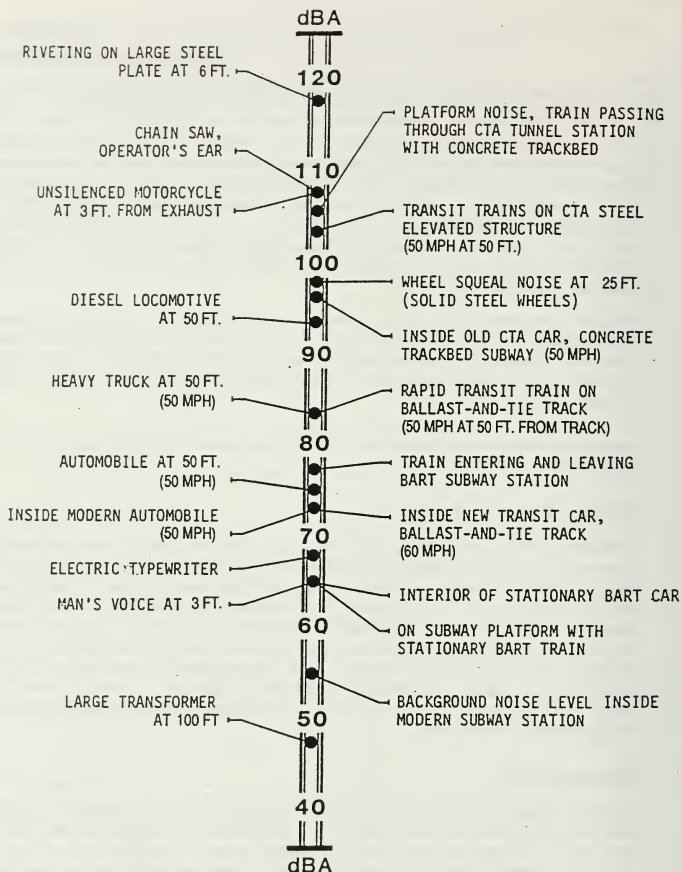 dBA
RIVETING ON LARGE STEEL
PLATE AT 6 FT.
120
PLATFORM NOISE, TRAIN PASSING
THROUGH CTA TUNNEL STATION
WITH CONCRETE TRACKBED
CHAIN SAW,
OPERATOR'S EAR
110
UNSILENCED MOTORCYCLE
AT 3 FT. FROM EXHAUST
TRANSIT TRAINS ON CTA STEEL
ELEVATED STRUCTURE
(50 MPH AT 50 FT.)
100
WHEEL SQUEAL NOISE AT 25 FT.
(SOLID STEEL WHEELS)
DIESEL LOCOMOTIVE
AT 50 FT.
INSIDE OLD CTA CAR, CONCRETE
TRACKBED SUBWAY (50 MPH)
90
HEAVY TRUCK AT 50 FT.
(50 MPH)
RAPID TRANSIT TRAIN ON
BALLAST-AND-TIE TRACK
(50 MPH AT 50 FT. FROM TRACK)
80
AUTOMOBILE AT 50 FT.
(50 MPH)
TRAIN ENTERING AND LEAVING
BART SUBWAY STATION
INSIDE MODERN AUTOMOBILE
(50 MPH)
INSIDE NEW TRANSIT CAR,
BALLAST-AND-TIE TRACK
(60 MPH)
70
ELECTRIC TYPEWRITER
MAN'S VOICE AT 3 FT.
INTERIOR OF STATIONARY BART CAR
60
ON SUBWAY PLATFORM WITH
STATIONARY BART TRAIN
LARGE TRANSFORMER
AT 100 FT
BACKGROUND NOISE LEVEL INSIDE
MODERN SUBWAY STATION
50
40
dBA